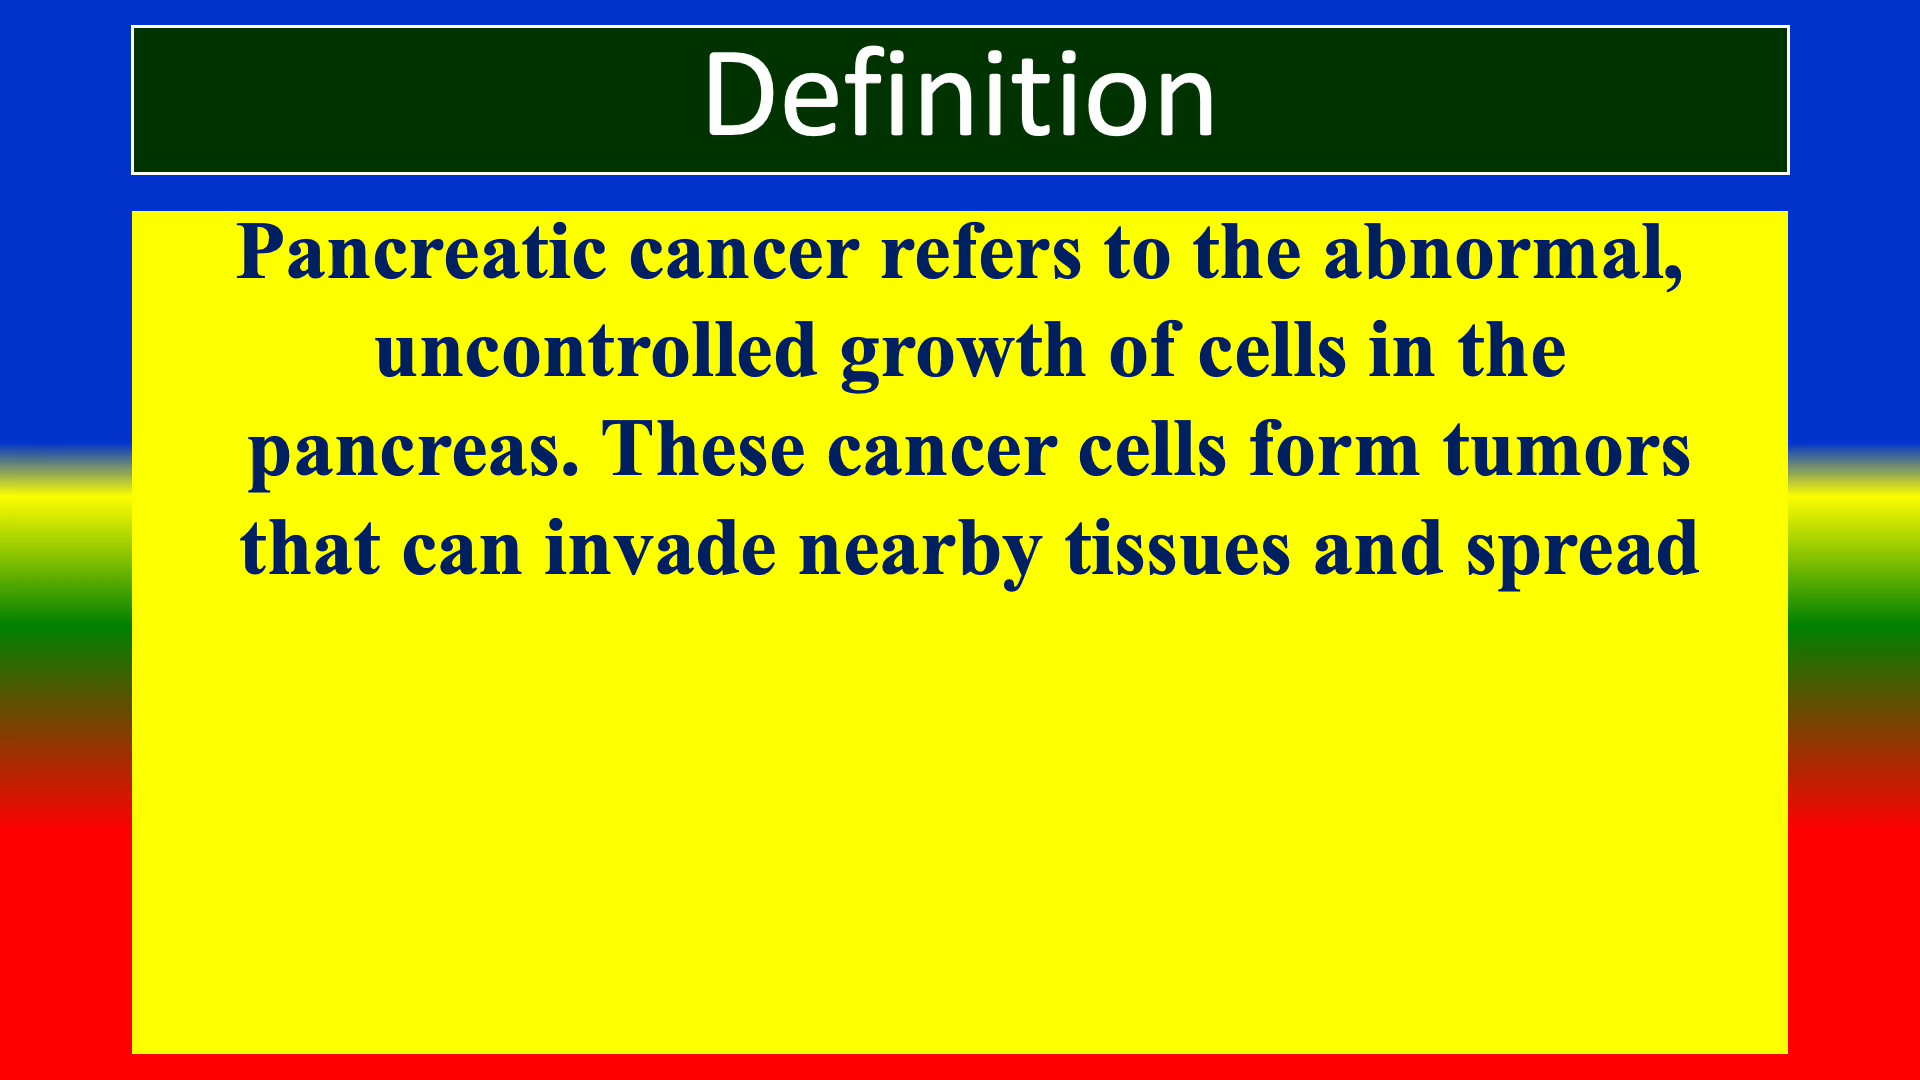 Definition
Pancreatic cancer refers to the abnormal,
uncontrolled growth of cells in the
pancreas. These cancer cells form tumors
that can invade nearby tissues and spread